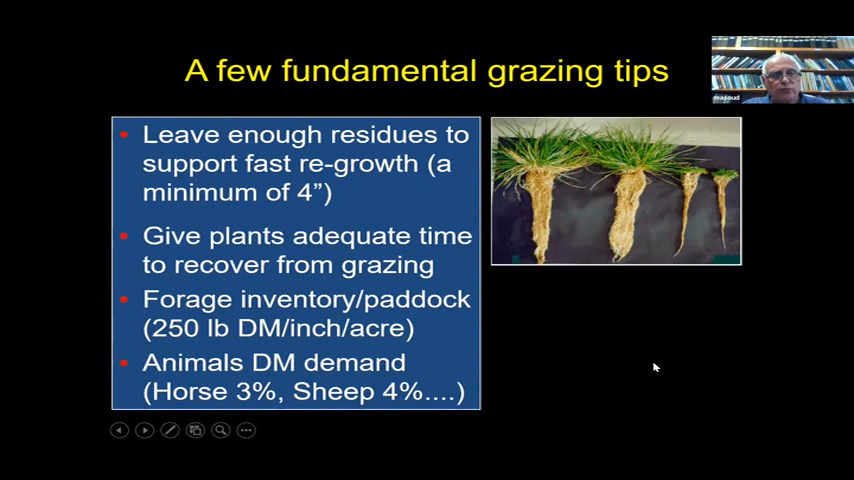 A few fundamental grazing tips
masoud
Leave enough residues to
support fast re-growth (a
minimum of 4”)
Give plants adequate time
to recover from grazing
Forage inventory/paddock
(250 lb DM/inch/acre)
Animals DM demand
(Horse 3%, Sheep 4%....)